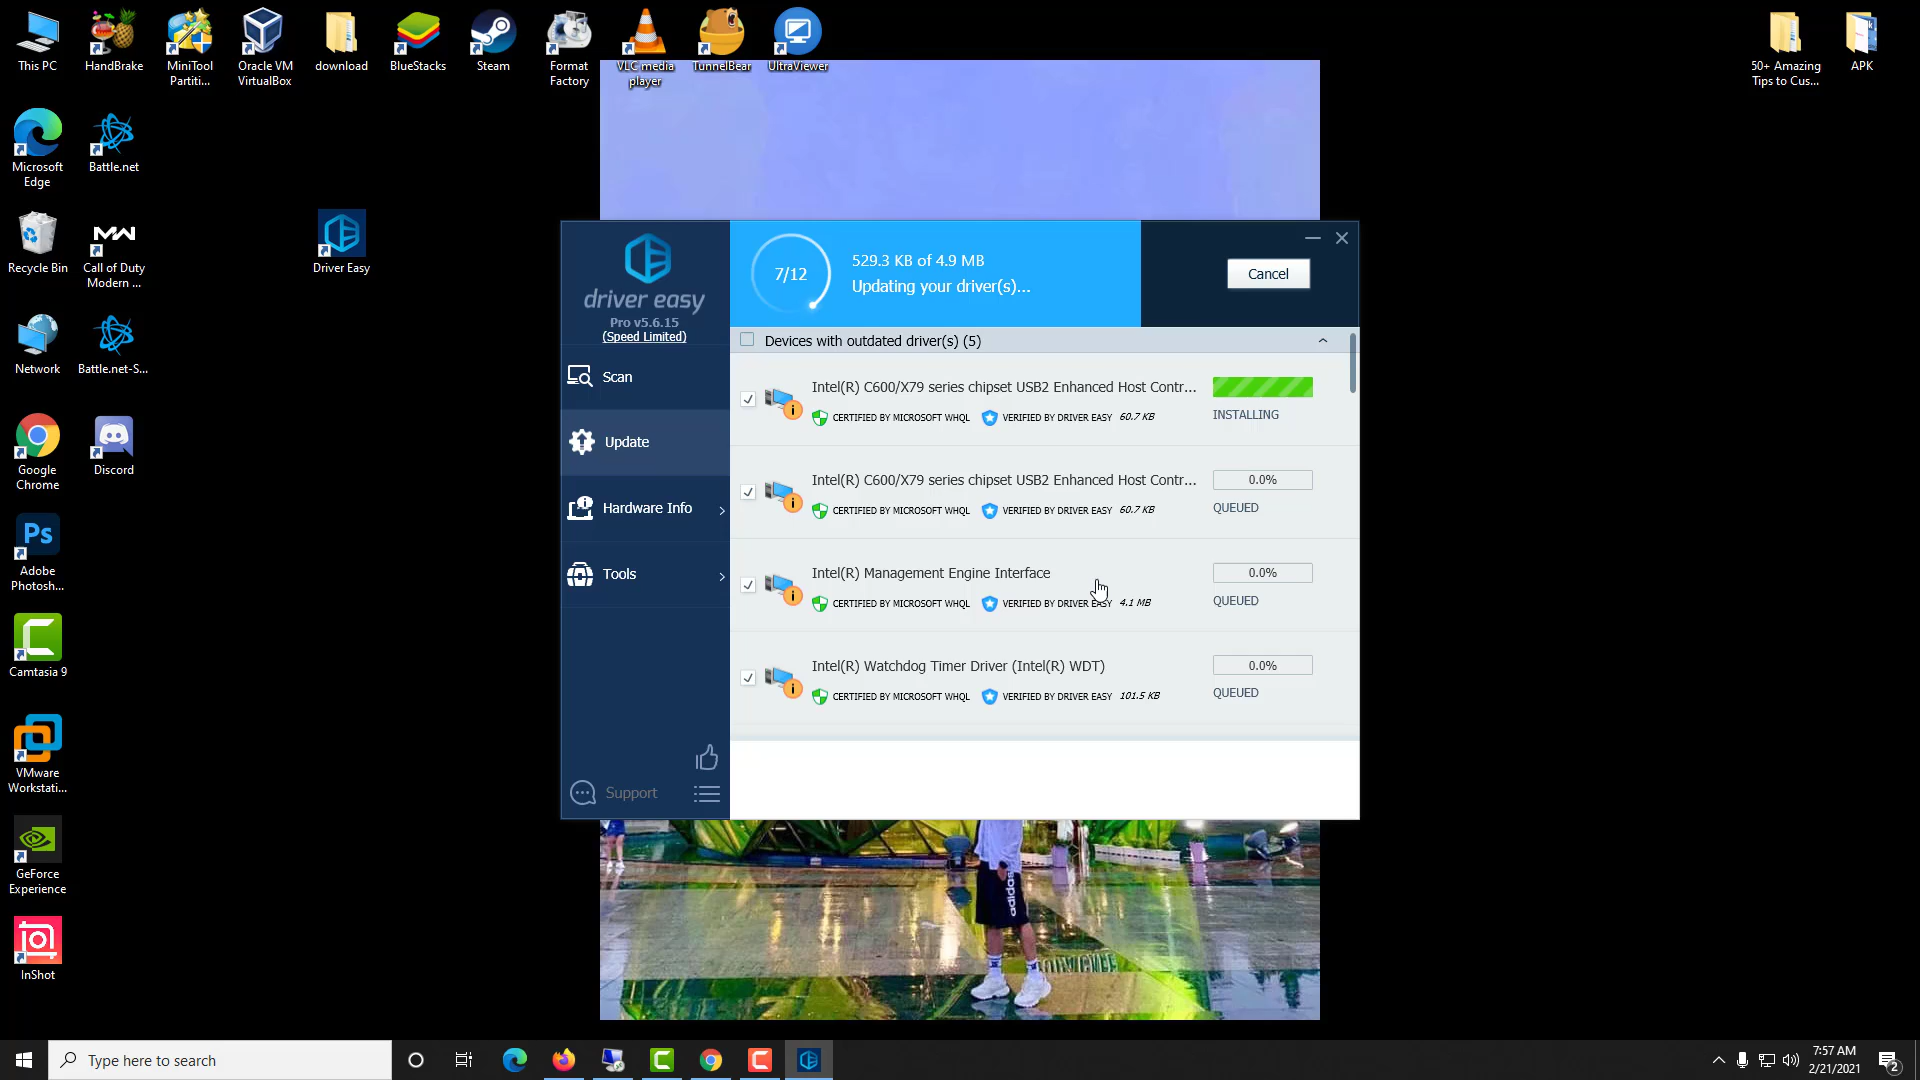 This PC
HandBrake
MiniTool
Partiti...
Oracle VM
VirtualBox
download
BlueStacks
Steam
Format
Factory
VLC media
player
TunnelBear
UltraViewer
50+ Amazing
Tips to Cus...
APK
Microsoft
Edge
Battle.net
Recycle Bin
Call of Duty
Modern ...
Driver Easy
Network
Battle.net-S...
Google
Chrome
Discord
Ps
Adobe
Photosh...
Camtasia 9
VMware
Workstati...
GeForce
Experience
InShot
driver easy
Pro v5.6.15
(Speed Limited)
Scan
Update
Hardware Info
Tools
Support
7/12
529.3 KB of 4.9 MB
Updating your driver(s)...
Cancel
Devices with outdated driver(s) (5)
Intel(R) C600/X79 series chipset USB2 Enhanced Host Contr...
CERTIFIED BY MICROSOFT WHQL VERIFIED BY DRIVER EASY 60.7 KB
INSTALLING
Intel(R) C600/X79 series chipset USB2 Enhanced Host Contr...
0.0%
CERTIFIED BY MICROSOFT WHQL VERIFIED BY DRIVER EASY 60.7 KB
QUEUED
Intel(R) Management Engine Interface
0.0%
CERTIFIED BY MICROSOFT WHQL VERIFIED BY DRIVER EASY 4.1 MB
QUEUED
Intel(R) Watchdog Timer Driver (Intel(R) WDT)
0.0%
CERTIFIED BY MICROSOFT WHQL VERIFIED BY DRIVER EASY 101.5 KB
QUEUED
adidas
Type here to search
7:57 AM
2/21/2021
2